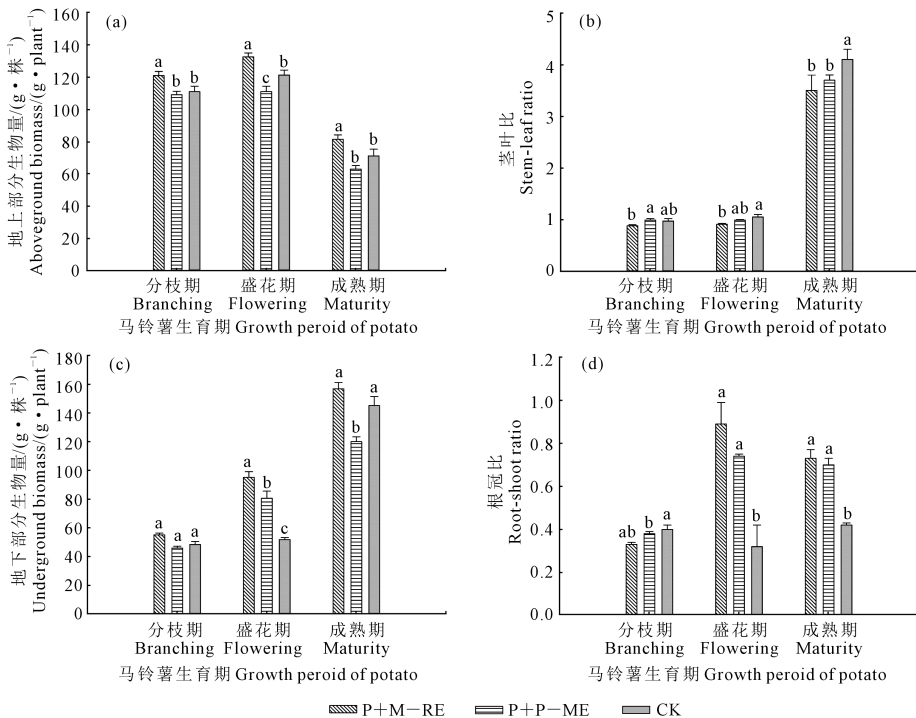 (a)
地上部分生物量/(g·株⁻¹)
Aboveground biomass/(g·plant⁻¹)
160
140
120
100
80
60
40
20
0
a b b
a c b
a b b
分枝期 盛花期 成熟期
Branching Flowering Maturity
马铃薯生育期 Growth peroid of potato
(b)
茎叶比
Stem-leaf ratio
5
4
3
2
1
0
b a ab
b ab a
b b a
分枝期 盛花期 成熟期
Branching Flowering Maturity
马铃薯生育期 Growth peroid of potato
(c)
地下部分生物量/(g·株⁻¹)
Underground biomass/(g·plant⁻¹)
180
160
140
120
100
80
60
40
20
0
a a a
a b c
a b a
分枝期 盛花期 成熟期
Branching Flowering Maturity
马铃薯生育期 Growth peroid of potato
(d)
根冠比
Root-shoot ratio
1.2
1.0
0.8
0.6
0.4
0.2
0.0
ab b a
a a b
a a b
分枝期 盛花期 成熟期
Branching Flowering Maturity
马铃薯生育期 Growth peroid of potato
P+M−RE P+P−ME CK